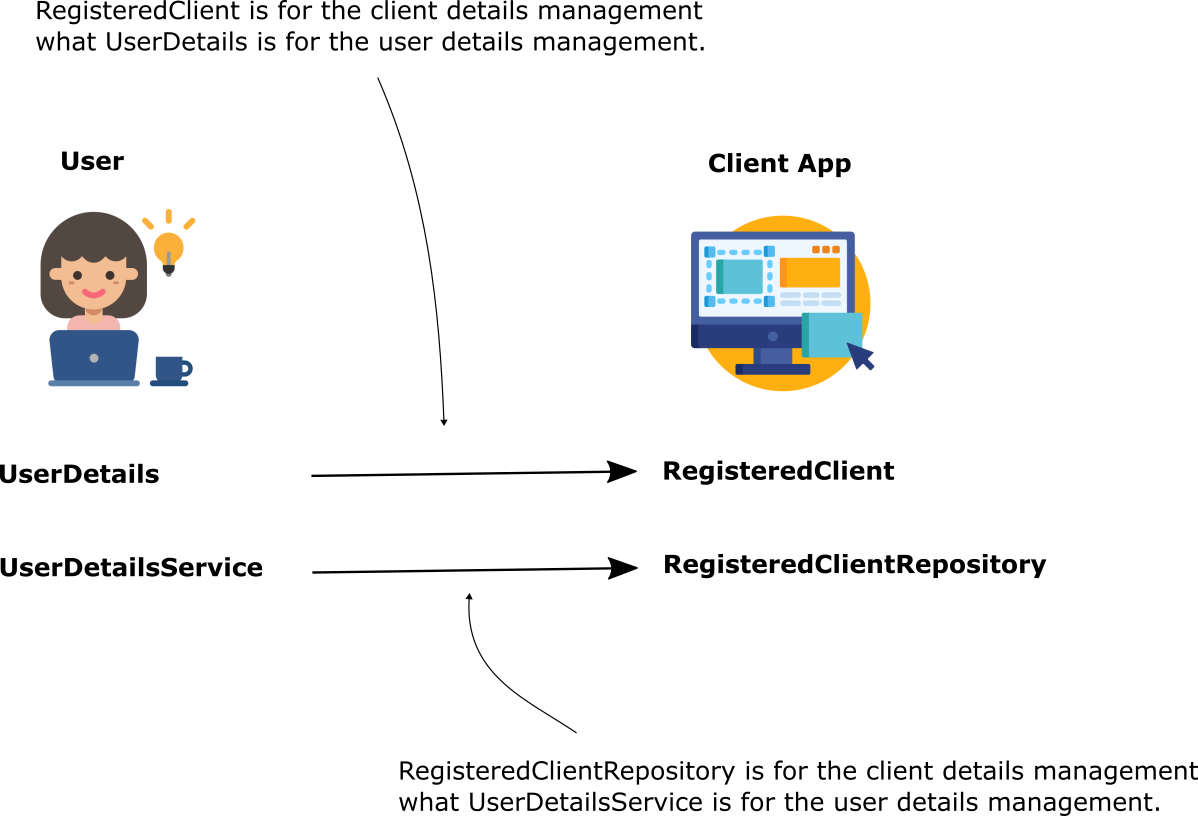 RegisteredClient is for the client details management
what UserDetails is for the user details management.
User
Client App
UserDetails
RegisteredClient
UserDetailsService
RegisteredClientRepository
RegisteredClientRepository is for the client details management
what UserDetailsService is for the user details management.